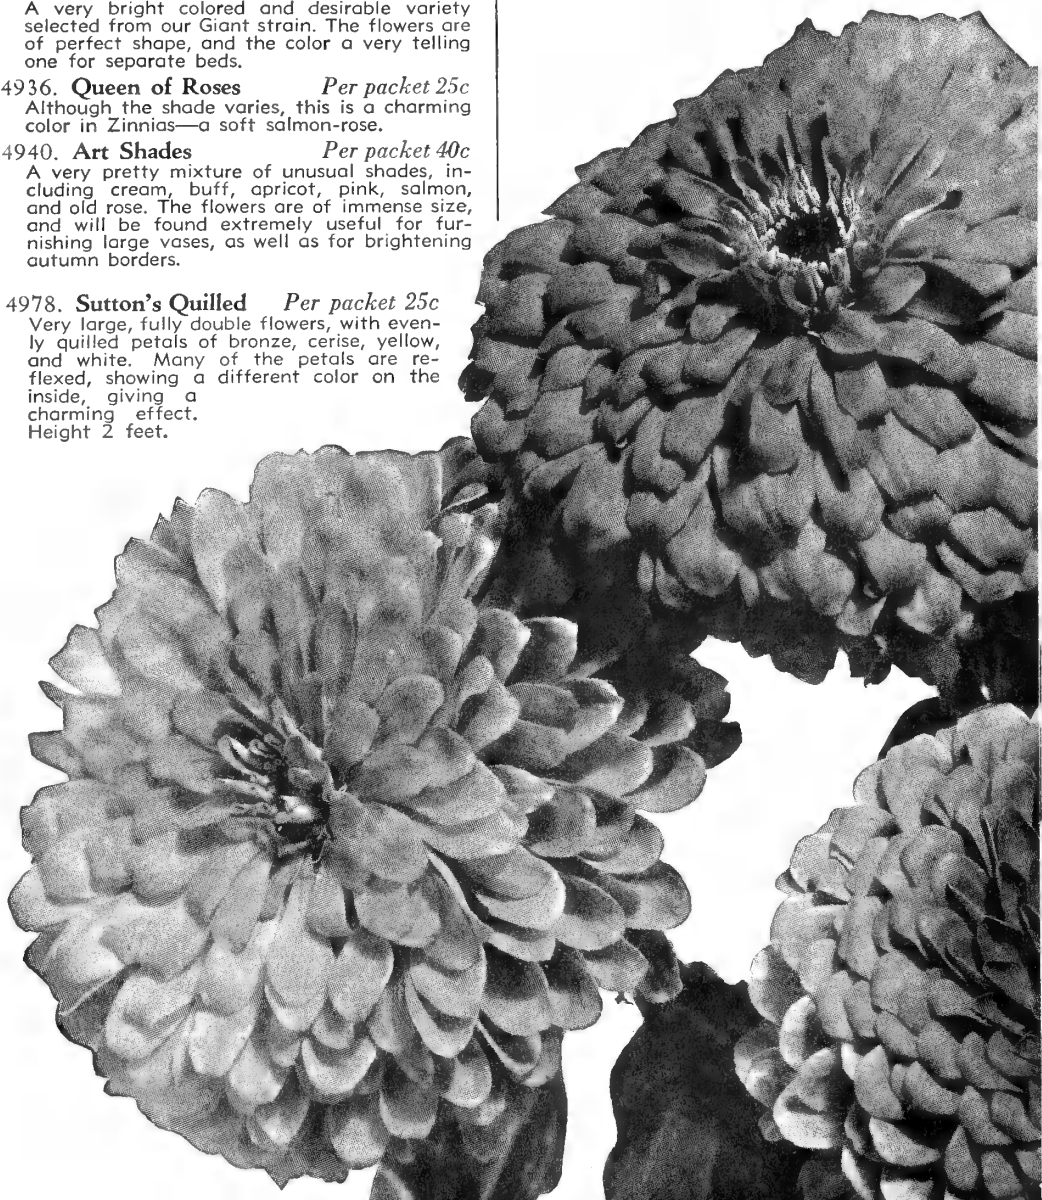 A very bright colored and desirable variety
selected from our Giant strain. The flowers are
of perfect shape, and the color a very telling
one for separate beds.
4936. Queen of Roses Per packet 25c
Although the shade varies, this is a charming
color in Zinnias—a soft salmon-rose.
4940. Art Shades Per packet 40c
A very pretty mixture of unusual shades, in-
cluding cream, buff, apricot, pink, salmon,
and old rose. The flowers are of immense size,
and will be found extremely useful for fur-
nishing large vases, as well as for brightening
autumn borders.
4978. Sutton's Quilled Per packet 25c
Very large, fully double flowers, with even-
ly quilled petals of bronze, cerise, yellow,
and white. Many of the petals are re-
flexed, showing a different color on the
inside, giving a
charming effect.
Height 2 feet.